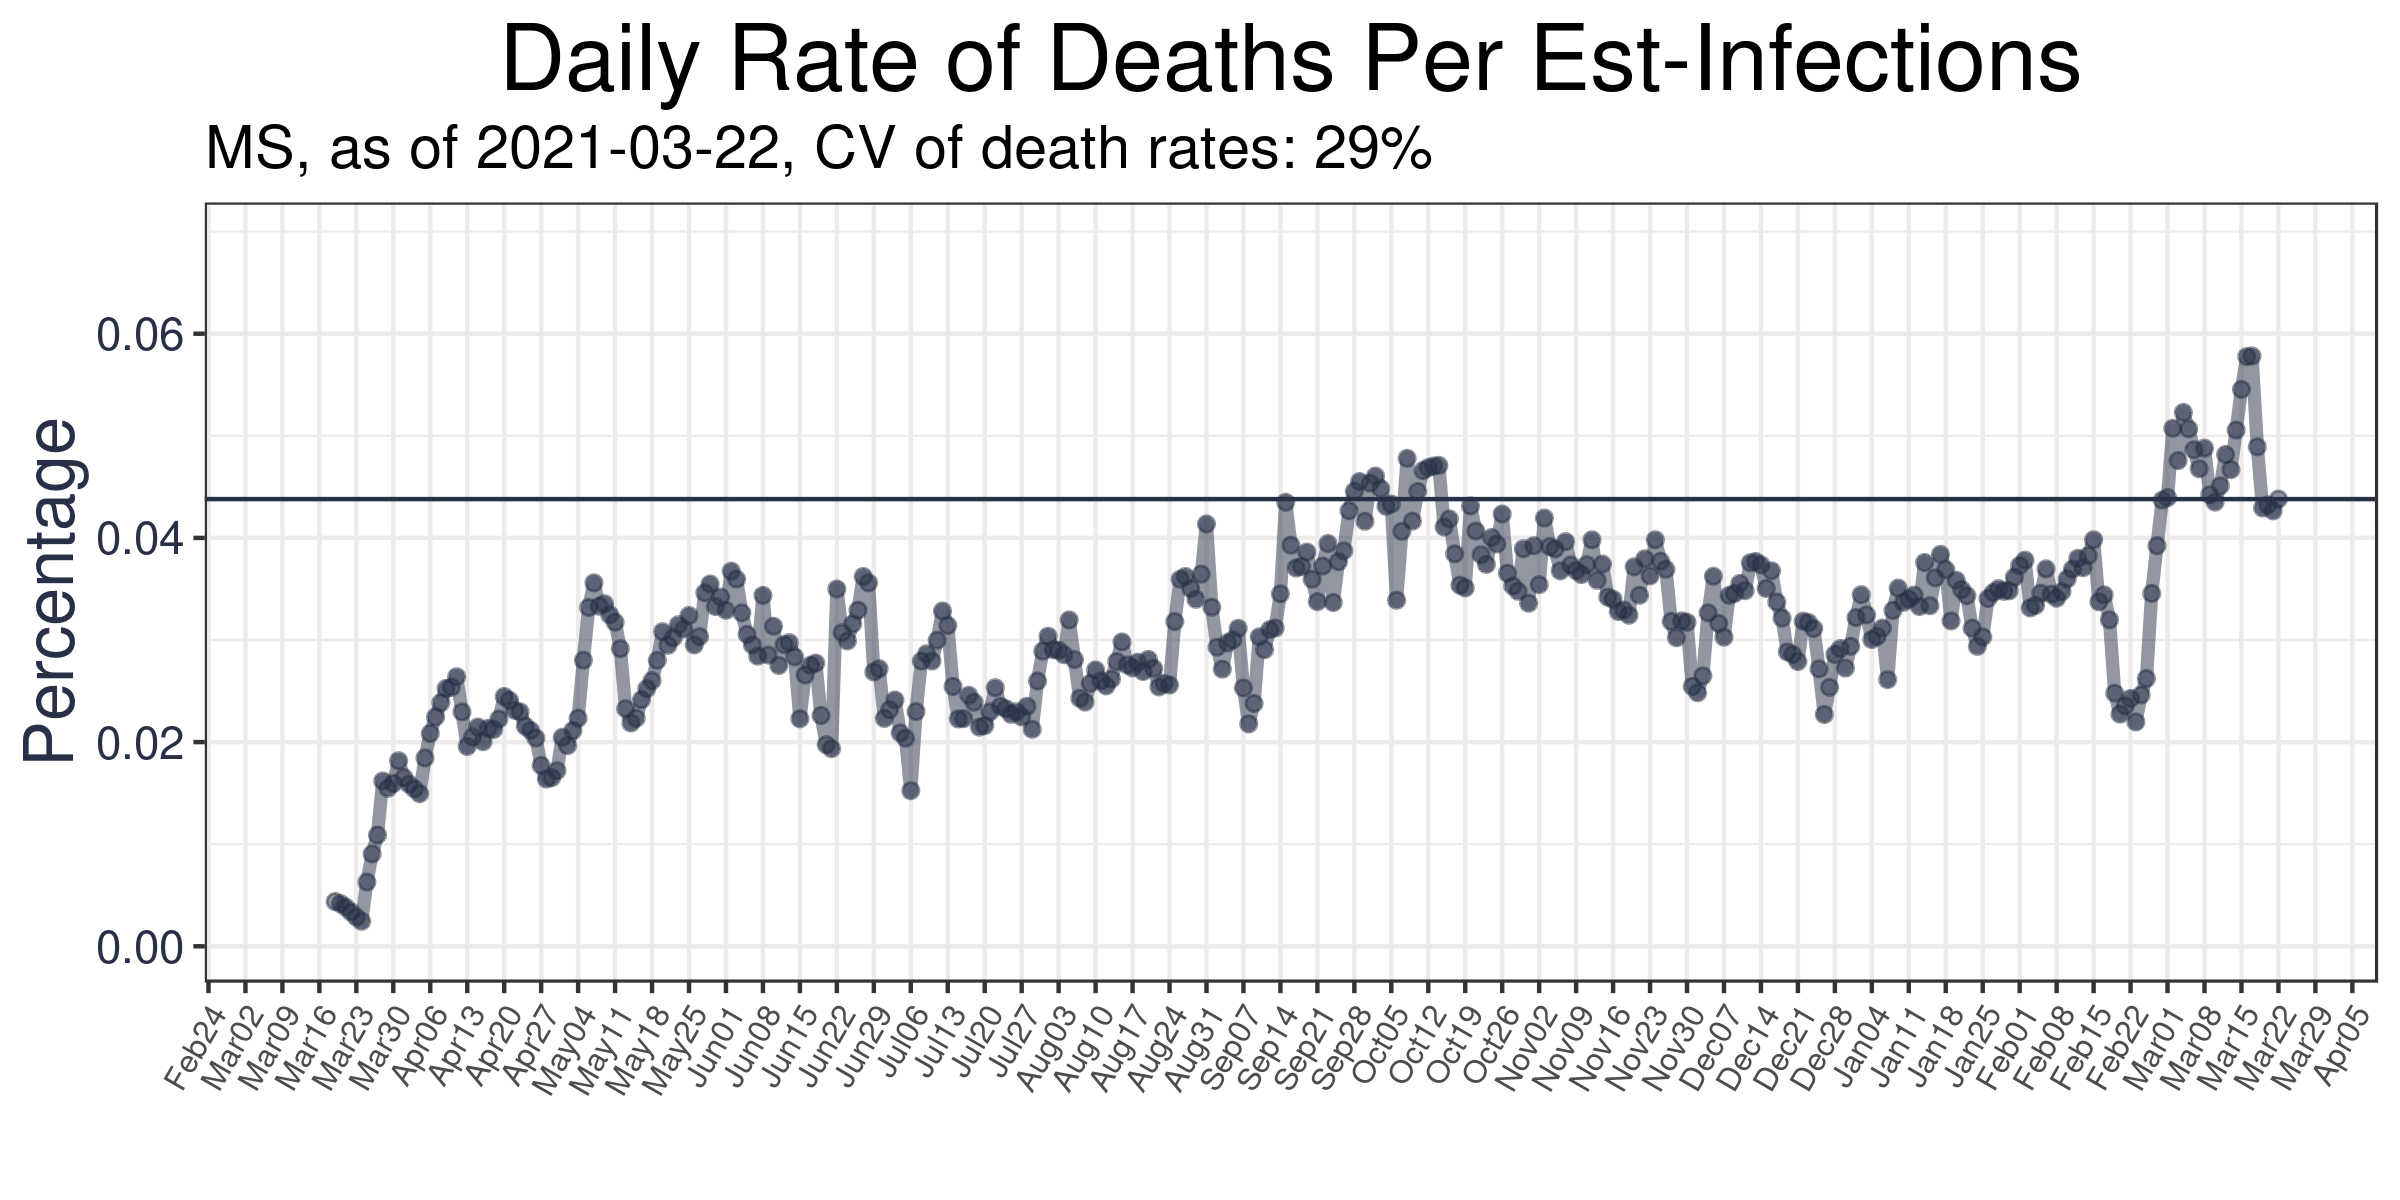 Daily Rate of Deaths Per Est-Infections
MS, as of 2021-03-22, CV of death rates: 29%
Percentage
0.06
0.04
0.02
0.00
Feb24
Mar02
Mar09
Mar16
Mar23
Mar30
Apr06
Apr13
Apr20
Apr27
May04
May11
May18
May25
Jun01
Jun08
Jun15
Jun22
Jun29
Jul06
Jul13
Jul20
Jul27
Aug03
Aug10
Aug17
Aug24
Aug31
Sep07
Sep14
Sep21
Sep28
Oct05
Oct12
Oct19
Oct26
Nov02
Nov09
Nov16
Nov23
Nov30
Dec07
Dec14
Dec21
Dec28
Jan04
Jan11
Jan18
Jan25
Feb01
Feb08
Feb15
Feb22
Mar01
Mar08
Mar15
Mar22
Mar29
Apr05